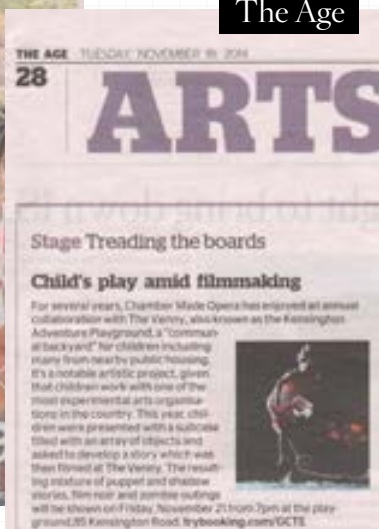 The Age
THE AGE TUESDAY NOVEMBER 18, 2014
28
ARTS
Stage Treading the boards
Child's play amid filmmaking
For several years, Chamber Made Opera has enjoyed an annual
collaboration with The Venny, also known as the Kensington
Adventure Playground, a "commun-
al backyard" for children including
many from nearby public housing.
It's a notable artistic project, given
that children work with one of the
most experimental arts organisa-
tions in the country. This year, chil-
dren were presented with a suitcase
filled with an array of objects and
asked to develop a story which was
then filmed at The Venny. The result-
ing mixture of puppet and shadow
stories, film noir and zombie outings
will be shown on Friday, November 21 from 7pm at the play-
ground, 85 Kensington Road. trybooking.com/GCTE